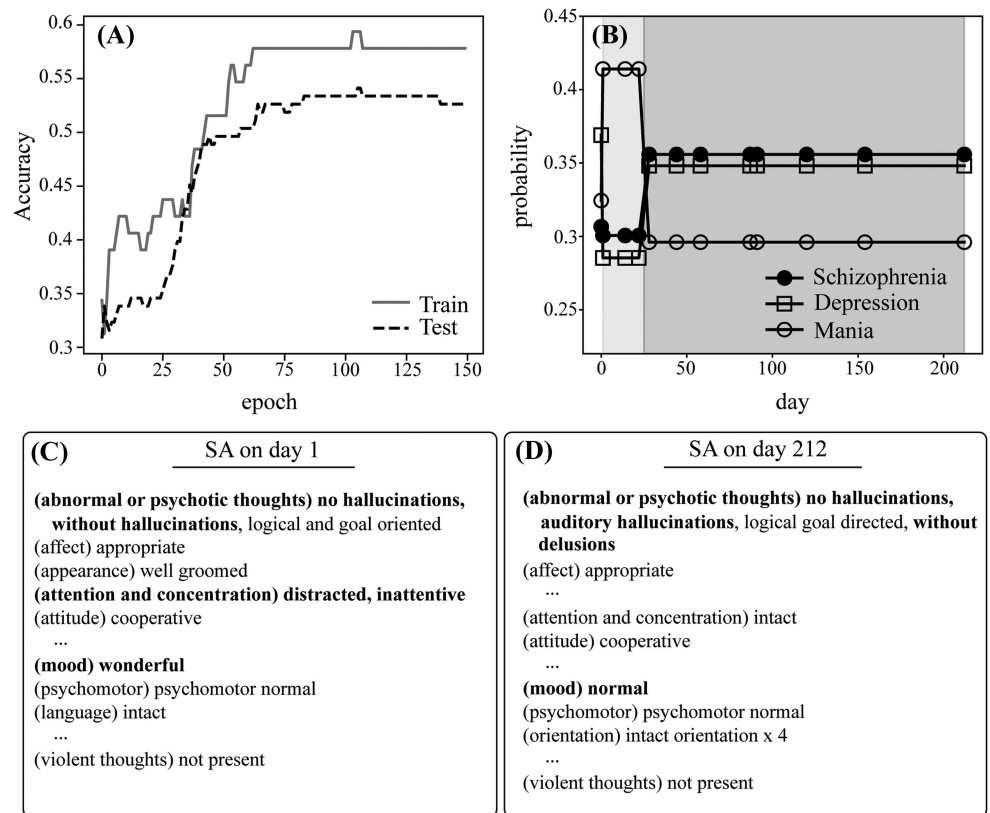 (A)
0.6
0.55
0.5
0.45
0.4
0.35
0.3
Accuracy
Train
Test
0 25 50 75 100 125 150
epoch
(B)
0.45
0.4
0.35
0.3
0.25
probability
Schizophrenia
Depression
Mania
0 50 100 150 200
day
(C) SA on day 1
(abnormal or psychotic thoughts) no hallucinations,
without hallucinations, logical and goal oriented
(affect) appropriate
(appearance) well groomed
(attention and concentration) distracted, inattentive
(attitude) cooperative
...
(mood) wonderful
(psychomotor) psychomotor normal
(language) intact
...
(violent thoughts) not present
(D) SA on day 212
(abnormal or psychotic thoughts) no hallucinations,
auditory hallucinations, logical goal directed, without
delusions
(affect) appropriate
...
(attention and concentration) intact
(attitude) cooperative
...
(mood) normal
(psychomotor) psychomotor normal
(orientation) intact orientation x 4
...
(violent thoughts) not present